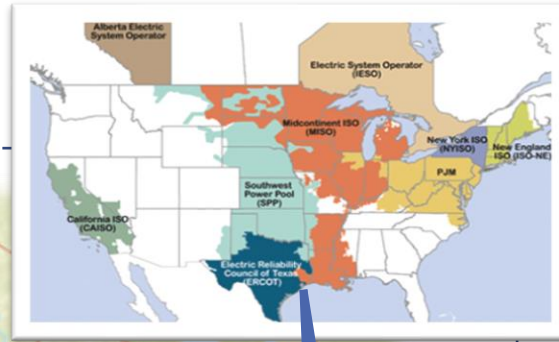 Alberta Electric
System Operator
Electric System Operator
(IESO)
Midcontinent ISO
(MISO)
New York ISO
(NYISO)
New England
ISO (ISO-NE)
PJM
Southwest
Power Pool
(SPP)
California ISO
(CAISO)
Electric Reliability
Council of Texas
(ERCOT)